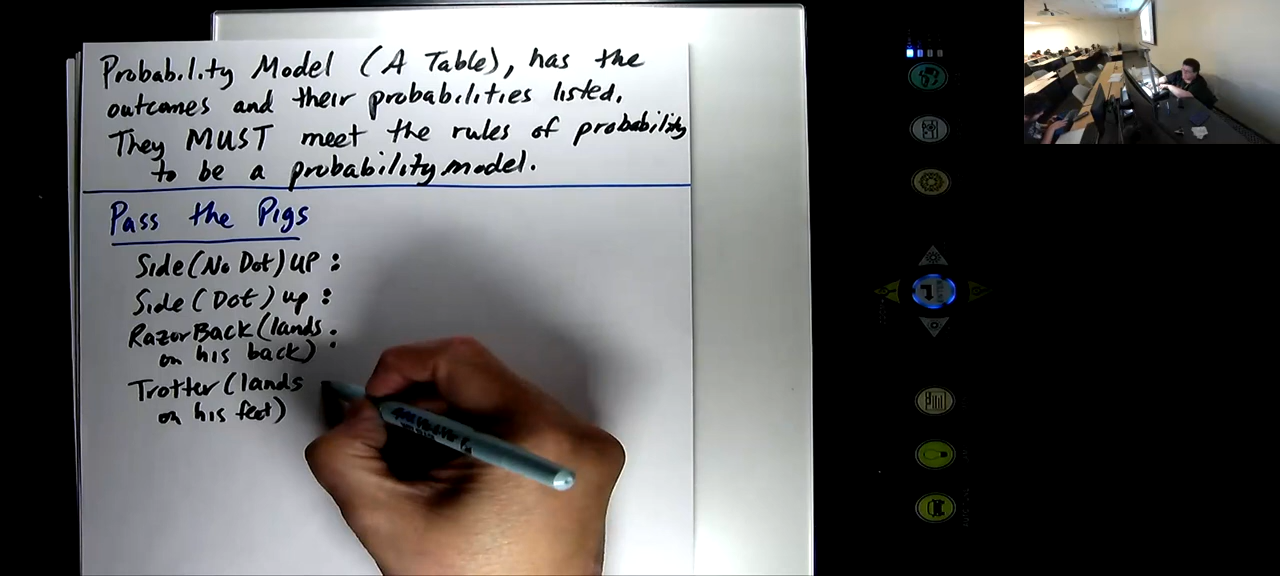 Probability Model (A Table), has the
outcomes and their probabilities listed.
They MUST meet the rules of probability
to be a probability model.
Pass the Pigs
Side (No Dot) UP :
Side (Dot) up :
RazorBack (lands :
on his back)
Trotter (lands
on his feet)